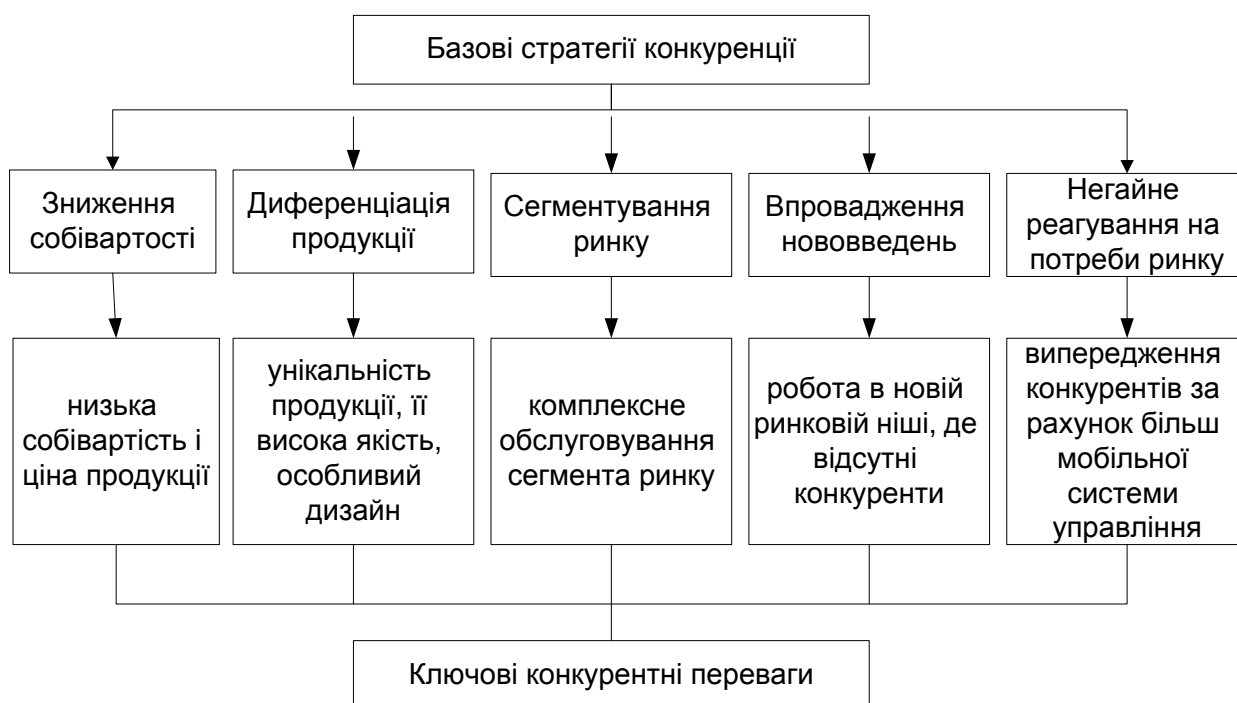 Базові стратегії конкуренції
Зниження
собівартості
Диференціація
продукції
Сегментування
ринку
Впровадження
нововведень
Негайне
реагування на
потреби ринку
низька
собівартість і
ціна продукції
унікальність
продукції, її
висока якість,
особливий
дизайн
комплексне
обслуговування
сегмента ринку
робота в новій
ринковій ніші, де
відсутні
конкуренти
випередження
конкурентів за
рахунок більш
мобільної
системи
управління
Ключові конкурентні переваги